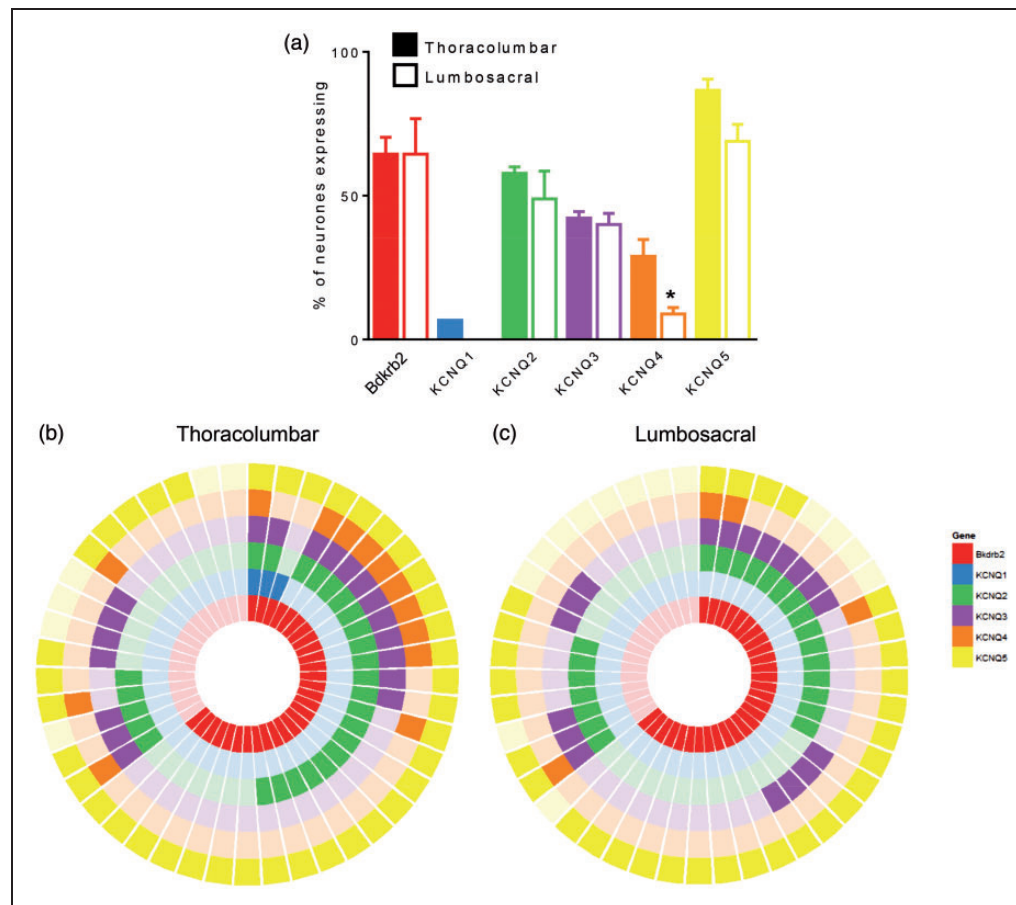 (a)
100
50
0
% of neurones expressing
Thoracolumbar
Lumbosacral
*
Bdkrb2
KCNQ1
KCNQ2
KCNQ3
KCNQ4
KCNQ5
(b)
Thoracolumbar
(c)
Lumbosacral
Gene
Bkdrb2
KCNQ1
KCNQ2
KCNQ3
KCNQ4
KCNQ5